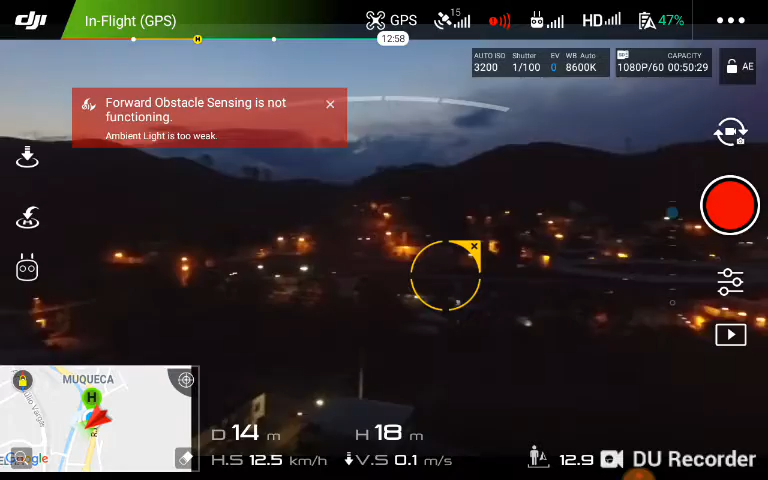 dji In-Flight (GPS) GPS 15 HD 47%
H 12:58
AUTO ISO Shutter EV WB Auto CAPACITY
3200 1/100 0 8600K 1080P/60 00:50:29 AE
Forward Obstacle Sensing is not
functioning.
Ambient Light is too weak.
MUQUECA
H
Google
D 14 m H 18 m
H.S 12.5 km/h V.S 0.1 m/s 12.9
DU Recorder